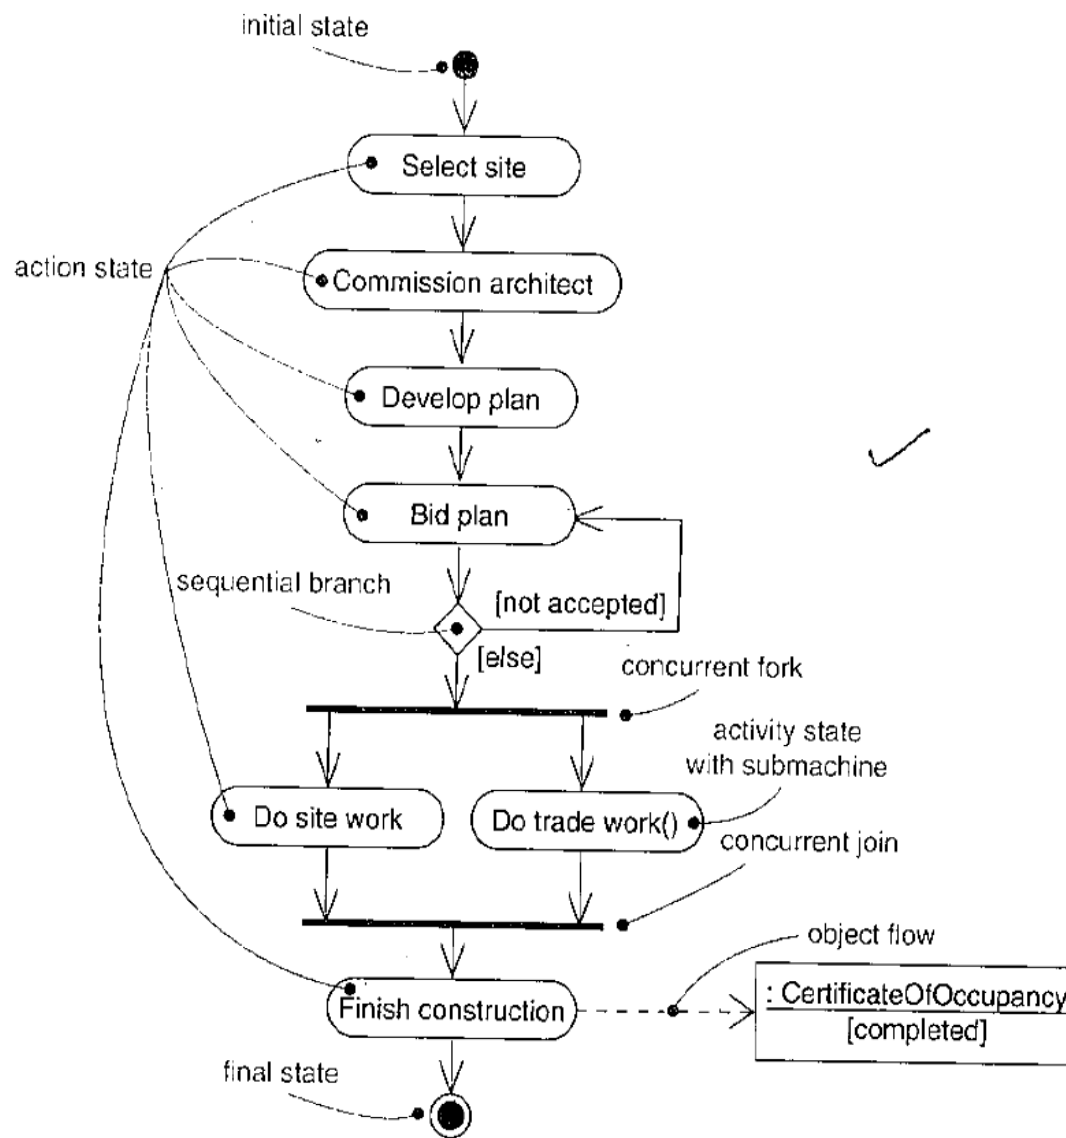 initial state
Select site
action state
Commission architect
Develop plan
Bid plan
sequential branch
[not accepted]
[else]
concurrent fork
activity state
with submachine
Do site work
Do trade work()
concurrent join
object flow
: CertificateOfOccupancy
[completed]
Finish construction
final state